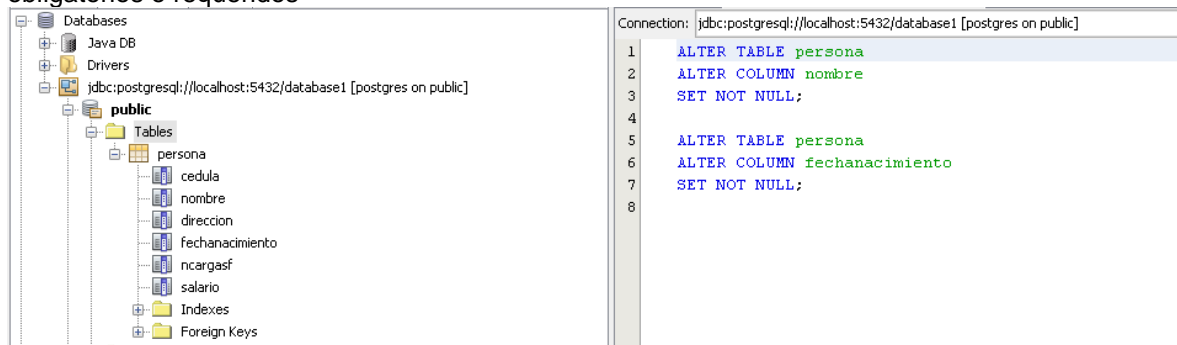 obligatorios o requeridos
Databases
Java DB
Drivers
jdbc:postgresql://localhost:5432/database1 [postgres on public]
public
Tables
persona
cedula
nombre
direccion
fechanacimiento
ncargasf
salario
Indexes
Foreign Keys
Connection: jdbc:postgresql://localhost:5432/database1 [postgres on public]
1 ALTER TABLE persona
2 ALTER COLUMN nombre
3 SET NOT NULL;
4
5 ALTER TABLE persona
6 ALTER COLUMN fechanacimiento
7 SET NOT NULL;
8